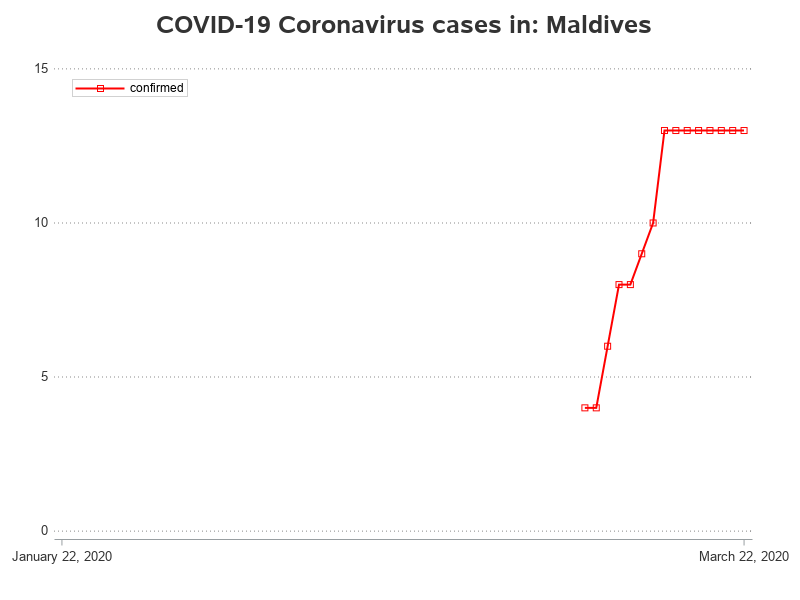 COVID-19 Coronavirus cases in: Maldives
15
confirmed
10
5
0
January 22, 2020
March 22, 2020